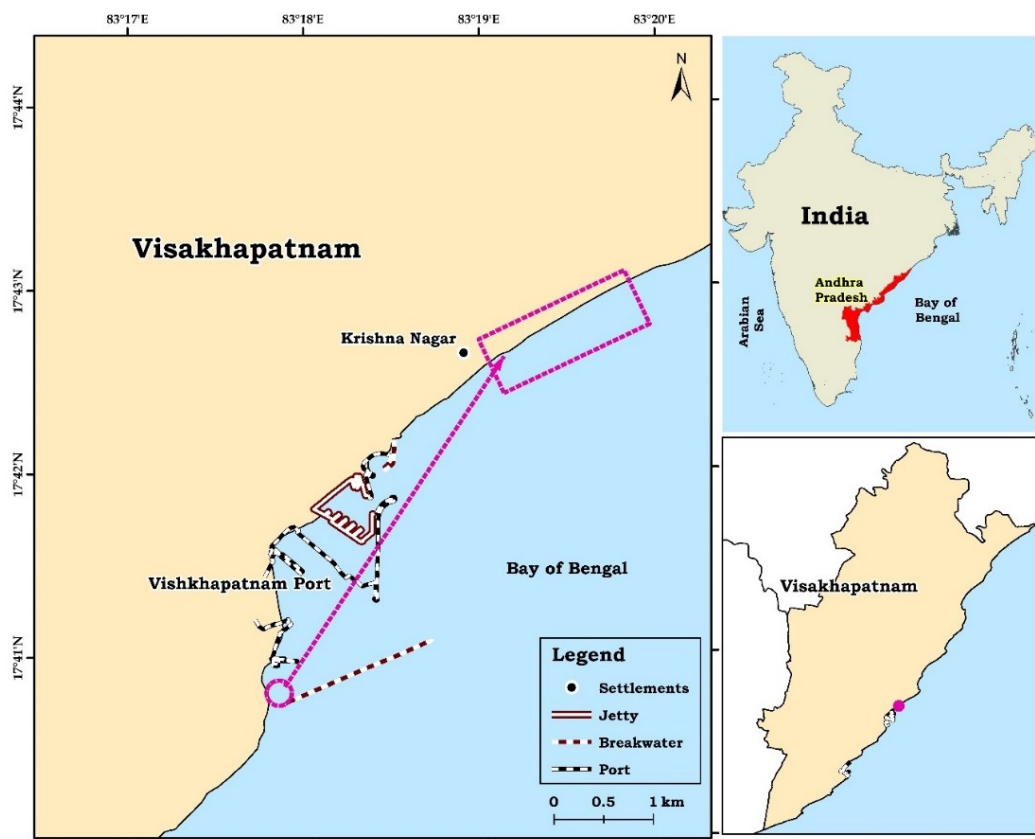 83°17'E
83°18'E
83°19'E
83°20'E
17°44'N
17°43'N
17°42'N
17°41'N
N
Visakhapatnam
Krishna Nagar
Vishkhapatnam Port
Bay of Bengal
Legend
Settlements
Jetty
Breakwater
Port
0 0.5 1 km
India
Andhra
Pradesh
Arabian
Sea
Bay of
Bengal
Visakhapatnam